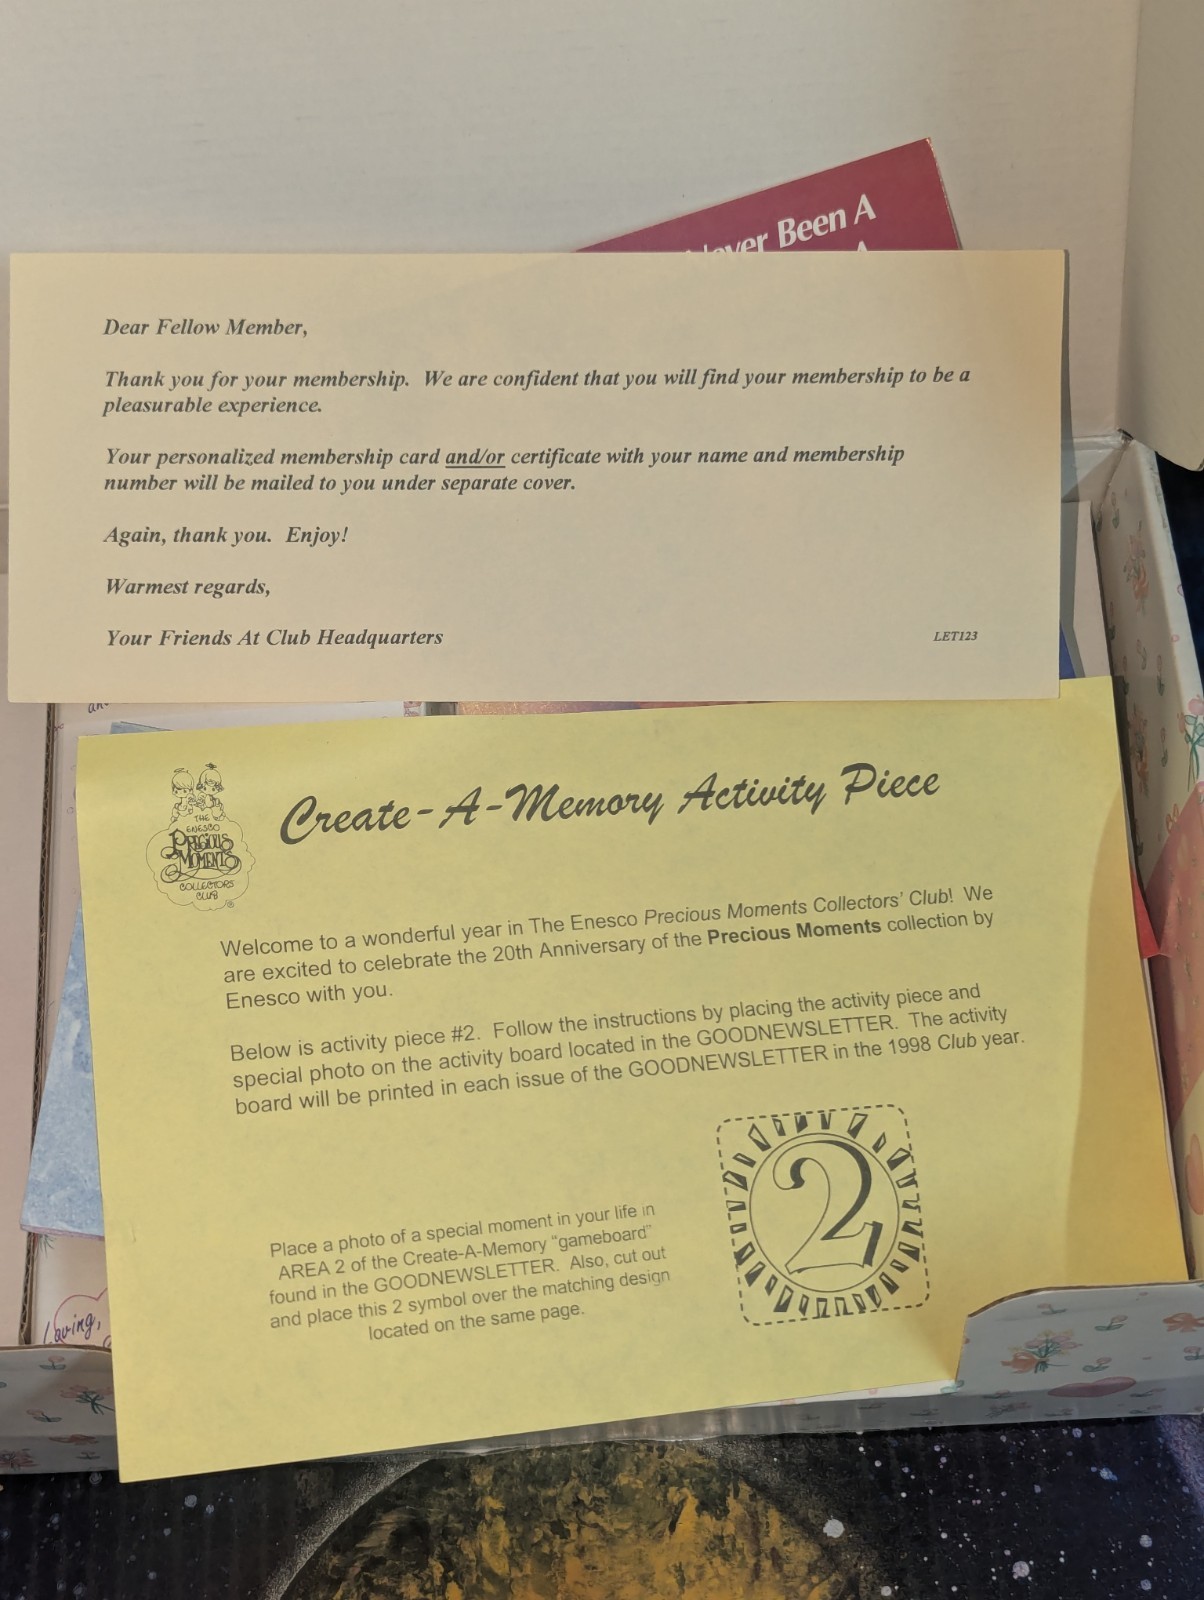 Never Been A
Dear Fellow Member,
Thank you for your membership. We are confident that you will find your membership to be a
pleasurable experience.
Your personalized membership card and/or certificate with your name and membership
number will be mailed to you under separate cover.
Again, thank you. Enjoy!
Warmest regards,
Your Friends At Club Headquarters
LET123
THE
ENESCO
PRECIOUS
MOMENTS
COLLECTORS
CLUB
®
Create-A-Memory Activity Piece
Welcome to a wonderful year in The Enesco Precious Moments Collectors' Club! We
are excited to celebrate the 20th Anniversary of the Precious Moments collection by
Enesco with you.
Below is activity piece #2. Follow the instructions by placing the activity piece and
special photo on the activity board located in the GOODNEWSLETTER. The activity
board will be printed in each issue of the GOODNEWSLETTER in the 1998 Club year.
Place a photo of a special moment in your life in
AREA 2 of the Create-A-Memory "gameboard"
found in the GOODNEWSLETTER. Also, cut out
and place this 2 symbol over the matching design
located on the same page.
2
Loving,